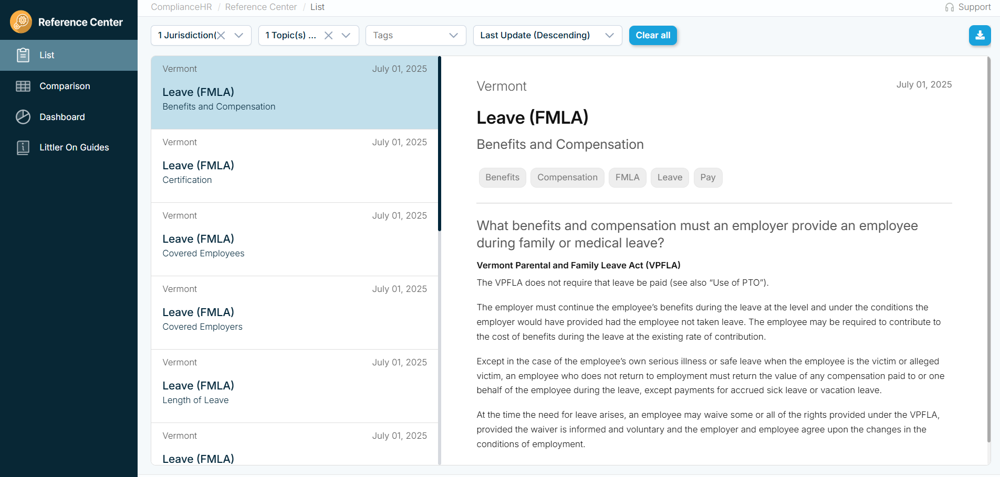 Reference Center
List
Comparison
Dashboard
Littler On Guides
ComplianceHR / Reference Center / List
Support
1 Jurisdiction(
1 Topic(s) ...
Tags
Last Update (Descending)
Clear all
Vermont July 01, 2025
Leave (FMLA)
Benefits and Compensation
Vermont July 01, 2025
Leave (FMLA)
Certification
Vermont July 01, 2025
Leave (FMLA)
Covered Employees
Vermont July 01, 2025
Leave (FMLA)
Covered Employers
Vermont July 01, 2025
Leave (FMLA)
Length of Leave
Vermont July 01, 2025
Leave (FMLA)
Vermont July 01, 2025
Leave (FMLA)
Benefits and Compensation
Benefits Compensation FMLA Leave Pay
What benefits and compensation must an employer provide an employee
during family or medical leave?
Vermont Parental and Family Leave Act (VPFLA)
The VPFLA does not require that leave be paid (see also “Use of PTO”).
The employer must continue the employee’s benefits during the leave at the level and under the conditions the
employer would have provided had the employee not taken leave. The employee may be required to contribute to
the cost of benefits during the leave at the existing rate of contribution.
Except in the case of the employee’s own serious illness or safe leave when the employee is the victim or alleged
victim, an employee who does not return to employment must return the value of any compensation paid to or one
behalf of the employee during the leave, except payments for accrued sick leave or vacation leave.
At the time the need for leave arises, an employee may waive some or all of the rights provided under the VPFLA,
provided the waiver is informed and voluntary and the employer and employee agree upon the changes in the
conditions of employment.